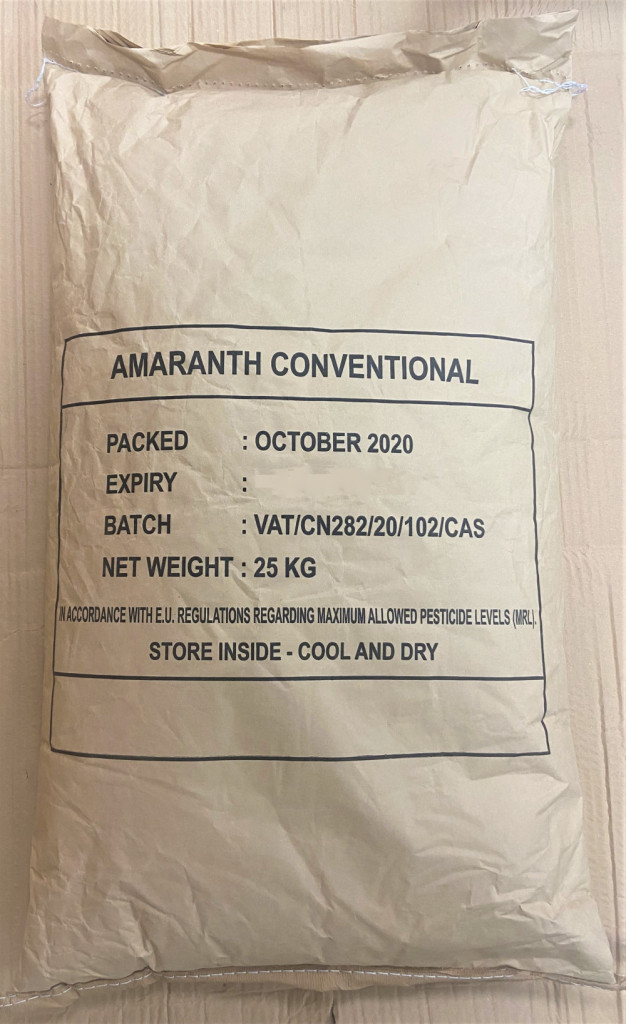 AMARANTH CONVENTIONAL
PACKED : OCTOBER 2020
EXPIRY :
BATCH : VAT/CN282/20/102/CAS
NET WEIGHT : 25 KG
IN ACCORDANCE WITH E.U. REGULATIONS REGARDING MAXIMUM ALLOWED PESTICIDE LEVELS (MRL).
STORE INSIDE - COOL AND DRY